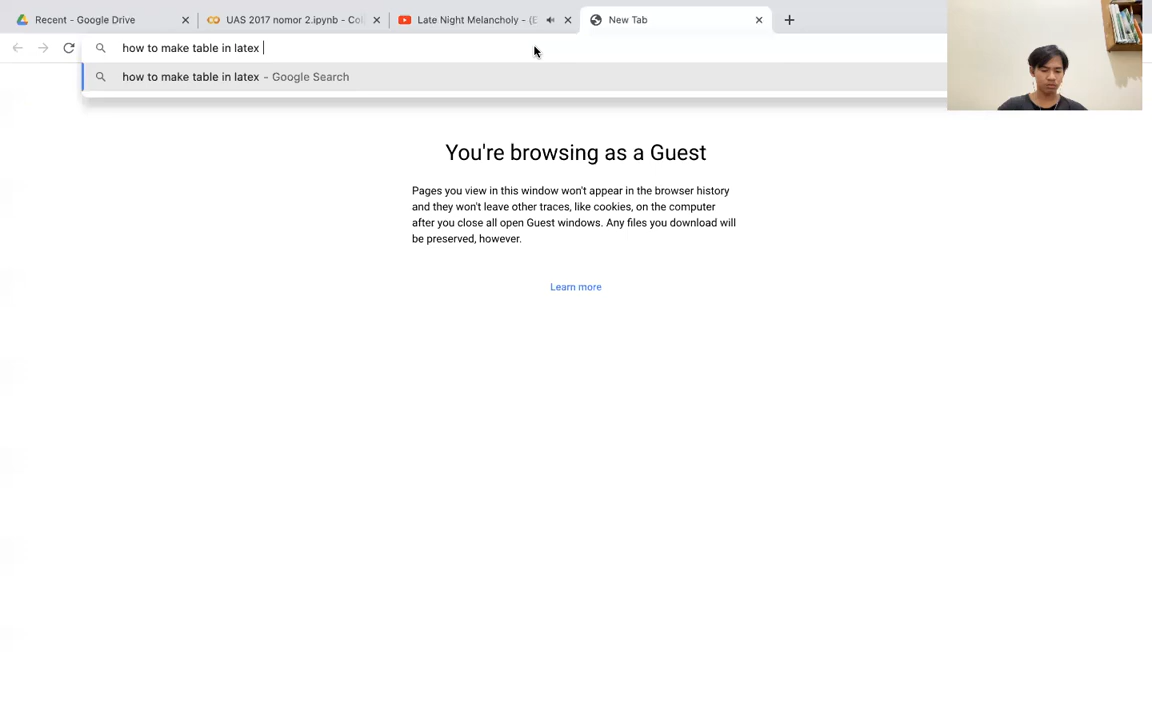 Recent - Google Drive
UAS 2017 nomor 2.ipynb - Col
Late Night Melancholy - (E
New Tab
how to make table in latex
how to make table in latex - Google Search
You're browsing as a Guest
Pages you view in this window won't appear in the browser history
and they won't leave other traces, like cookies, on the computer
after you close all open Guest windows. Any files you download will
be preserved, however.
Learn more